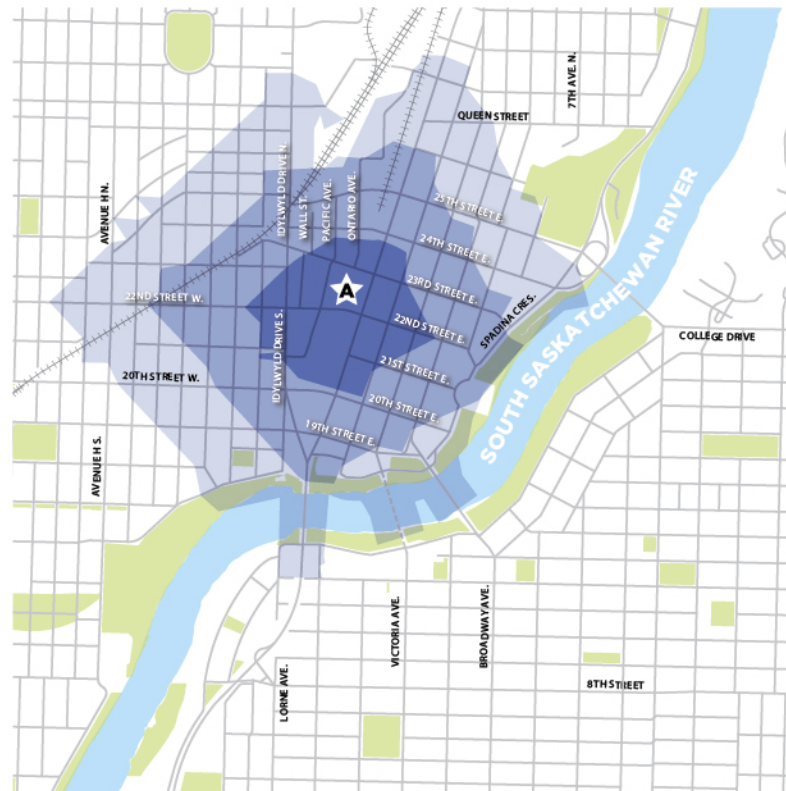 7TH AVE. N.
QUEEN STREET
IDYLWYLD DRIVE N.
WALL ST.
PACIFIC AVE.
ONTARIO AVE.
AVENUE H N.
25TH STREET E.
24TH STREET E.
23RD STREET E.
A
22ND STREET W.
22ND STREET E.
SPADINA CRES.
SOUTH SASKATCHEWAN RIVER
COLLEGE DRIVE
IDYLWYLD DRIVE S.
21ST STREET E.
20TH STREET W.
20TH STREET E.
19TH STREET E.
AVENUE H S.
VICTORIA AVE.
BROADWAY AVE.
LORNE AVE.
8TH STREET